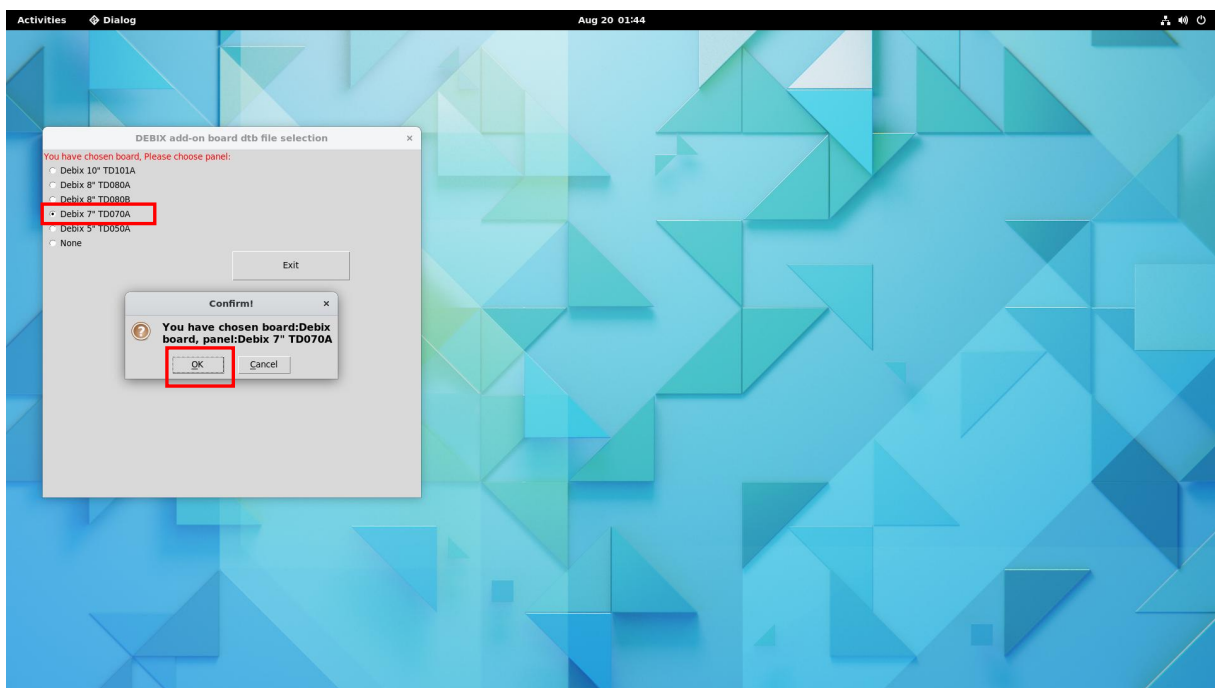 Activities Dialog Aug 20 01:44
DEBIX add-on board dtb file selection ×
You have chosen board, Please choose panel:
Debix 10" TD101A
Debix 8" TD080A
Debix 8" TD080B
Debix 7" TD070A
Debix 5" TD050A
None
Exit
Confirm! ×
You have chosen board:Debix
board, panel:Debix 7" TD070A
OK Cancel